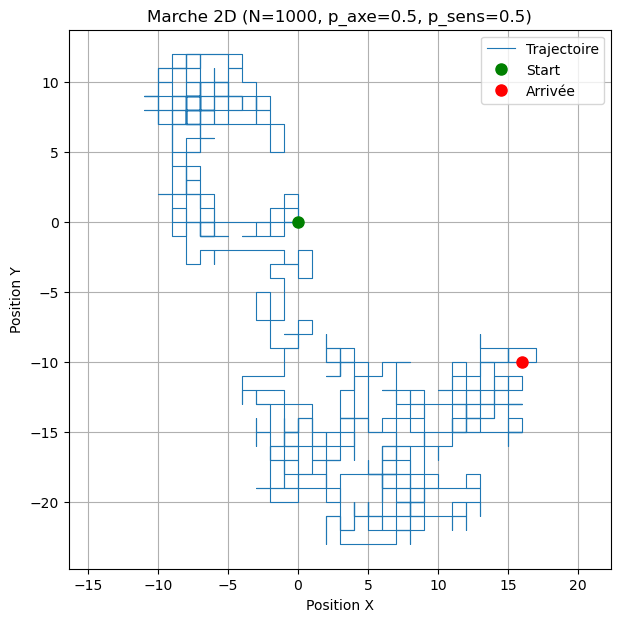 Marche 2D (N=1000, p_axe=0.5, p_sens=0.5)
Trajectoire
Start
Arrivée
Position Y
10
5
0
−5
−10
−15
−20
−15 −10 −5 0 5 10 15 20
Position X